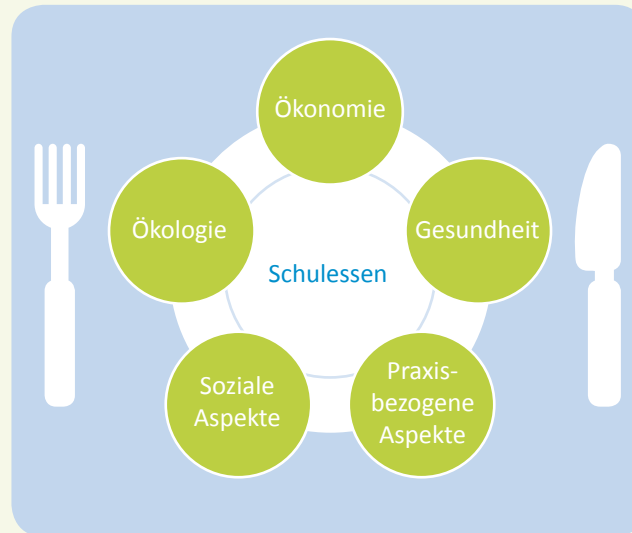 Ökonomie
Ökologie
Gesundheit
Schulessen
Soziale
Aspekte
Praxis-
bezogene
Aspekte